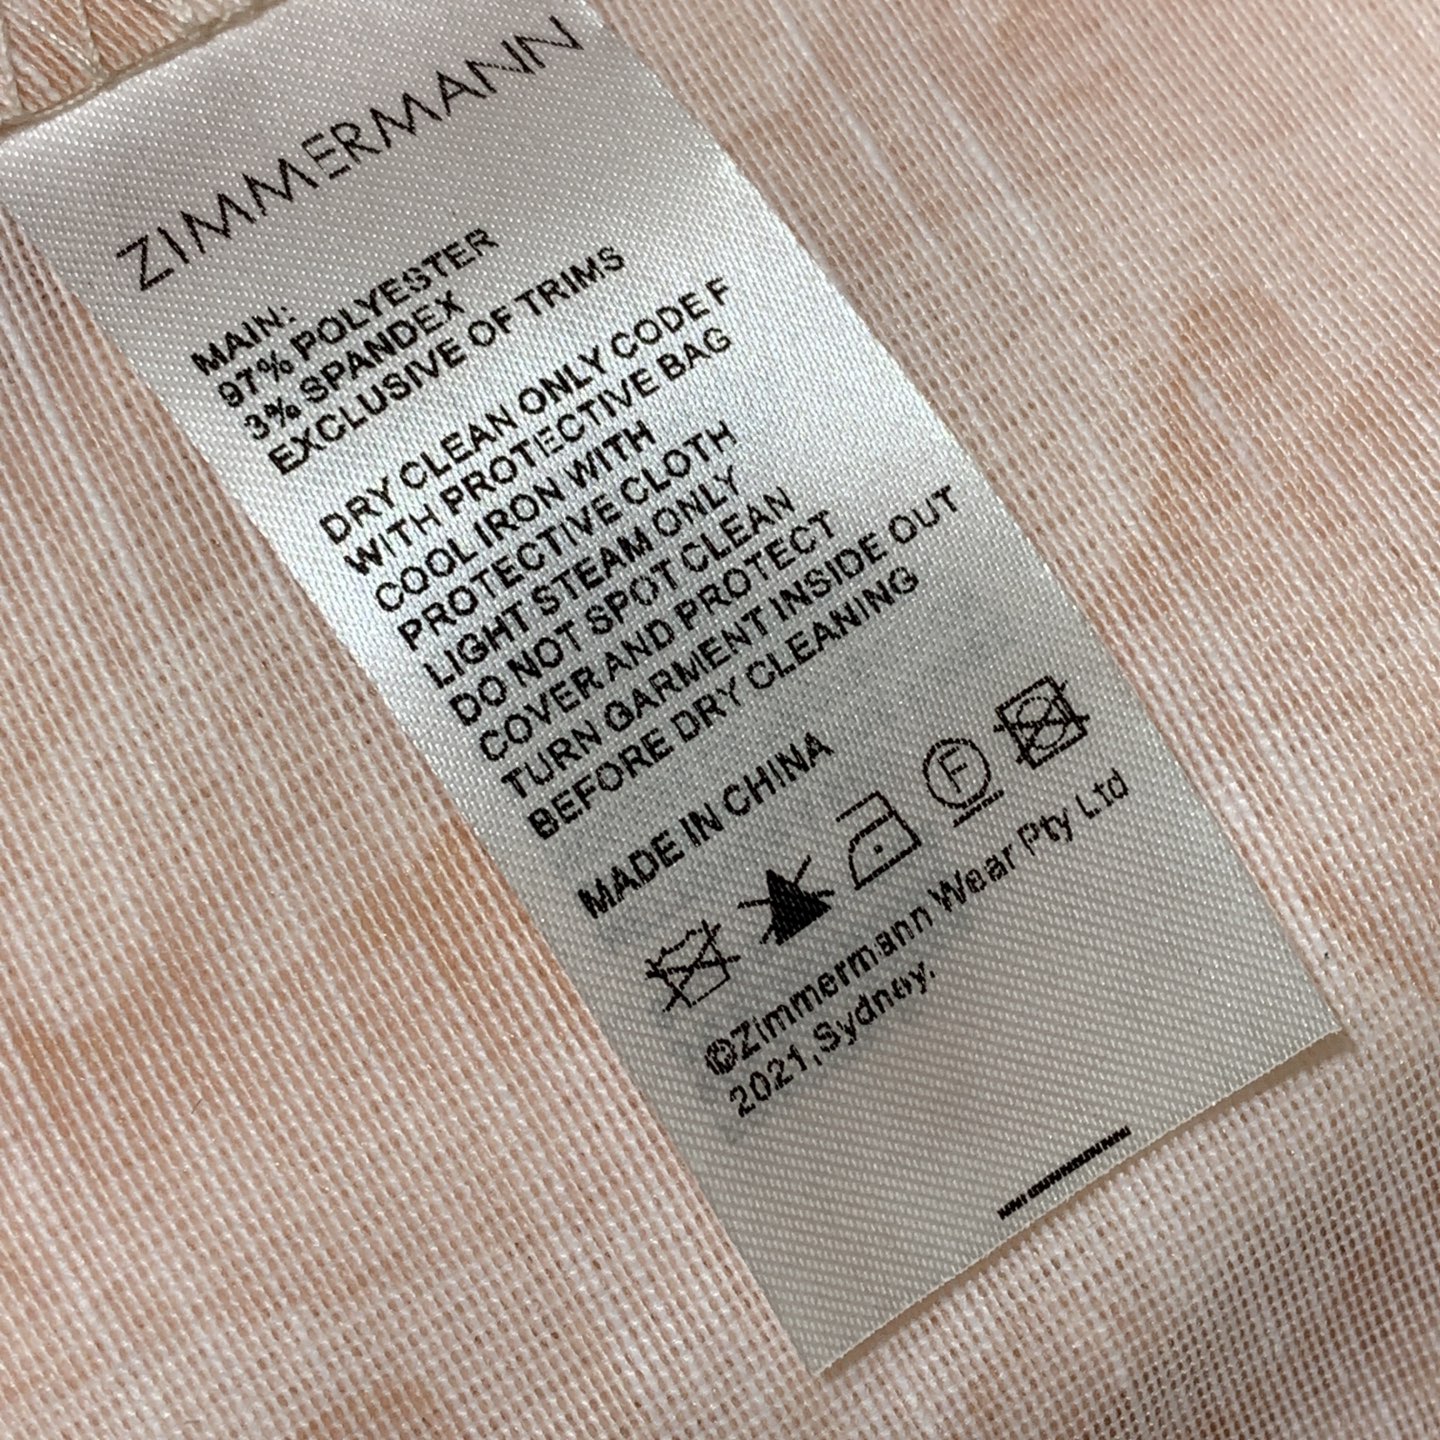 ZIMMERMANN
MAIN:
97% POLYESTER
3% SPANDEX
EXCLUSIVE OF TRIMS
DRY CLEAN ONLY CODE F
WITH PROTECTIVE BAG
COOL IRON WITH
PROTECTIVE CLOTH
LIGHT STEAM ONLY
DO NOT SPOT CLEAN
COVER AND PROTECT
TURN GARMENT INSIDE OUT
BEFORE DRY CLEANING
MADE IN CHINA
F
©Zimmermann Wear Pty Ltd
2021,Sydney.